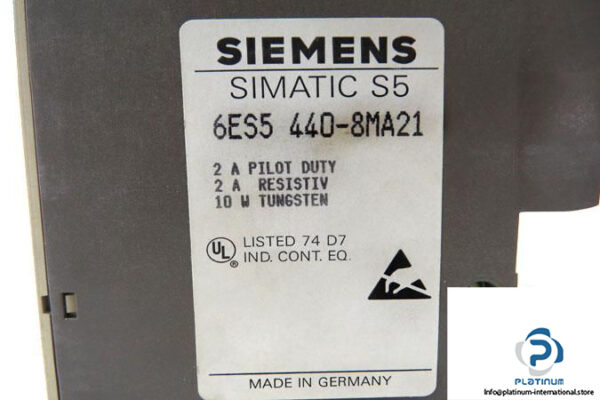 SIEMENS
SIMATIC S5
6ES5 440-8MA21
2 A PILOT DUTY
2 A RESISTIV
10 W TUNGSTEN
UL
®
LISTED 74 D7
IND. CONT. EQ.
MADE IN GERMANY
PLATINUM
Info@platinum-international.store